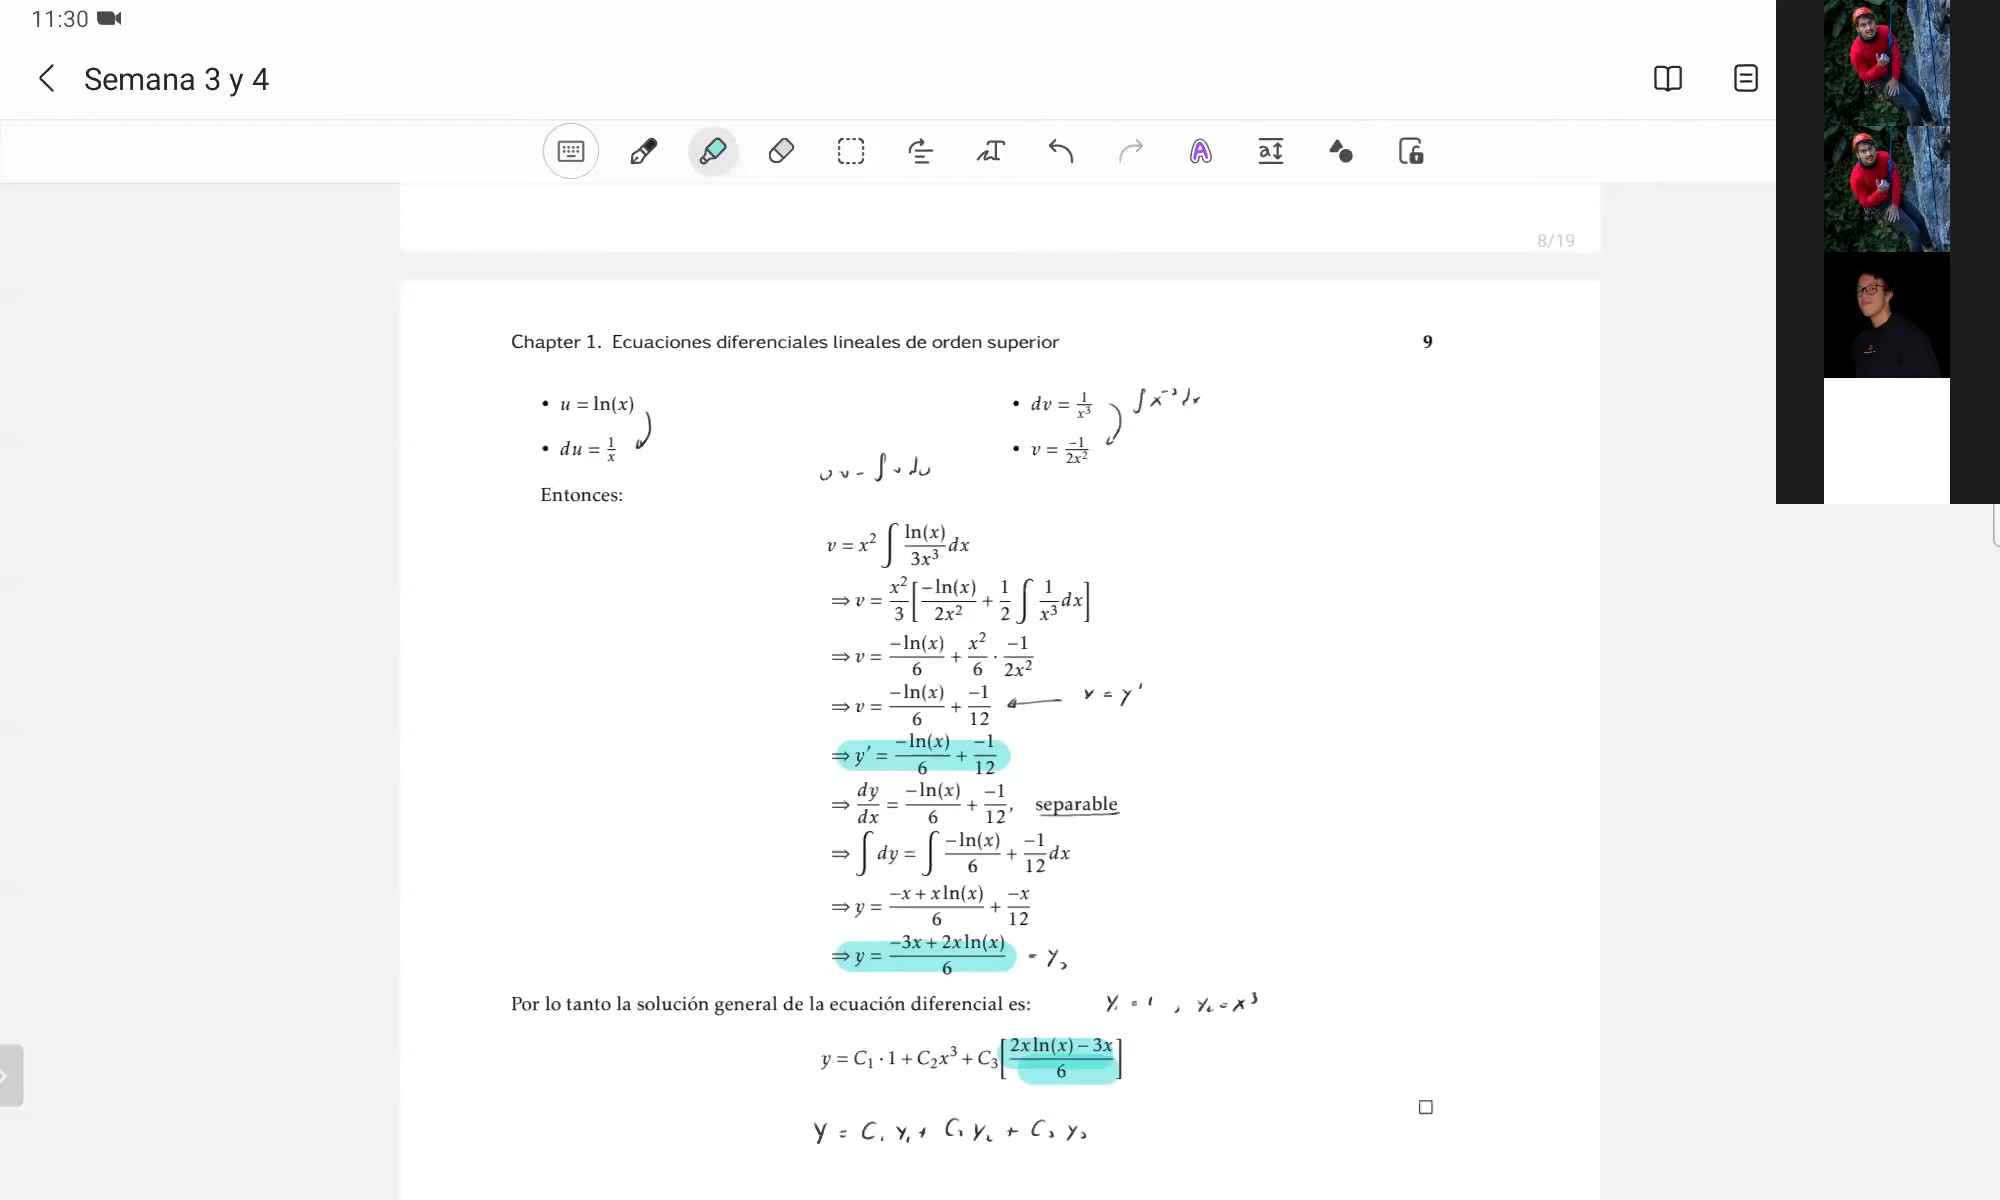 11:30
Semana 3 y 4
8/19
Chapter 1. Ecuaciones diferenciales lineales de orden superior 9
• u = ln(x) • dv = 1/x³ ∫x⁻³dx
• du = 1/x • v = -1/2x²
uv - ∫v du
Entonces:
v = x² ∫ ln(x)/3x³ dx
⇒ v = x²/3 [ -ln(x)/2x² + 1/2 ∫ 1/x³ dx ]
⇒ v = -ln(x)/6 + x²/6 · -1/2x²
⇒ v = -ln(x)/6 + -1/12 v = y'
⇒ y' = -ln(x)/6 + -1/12
⇒ dy/dx = -ln(x)/6 + -1/12, separable
⇒ ∫ dy = ∫ -ln(x)/6 + -1/12 dx
⇒ y = -x + x ln(x)/6 + -x/12
⇒ y = -3x + 2x ln(x)/6 = y₃
Por lo tanto la solución general de la ecuación diferencial es: y₁ = 1, y₂ = x³
y = C₁ · 1 + C₂x³ + C₃[ 2x ln(x) − 3x/6 ]
y = C₁ y₁ + C₂ y₂ + C₃ y₃